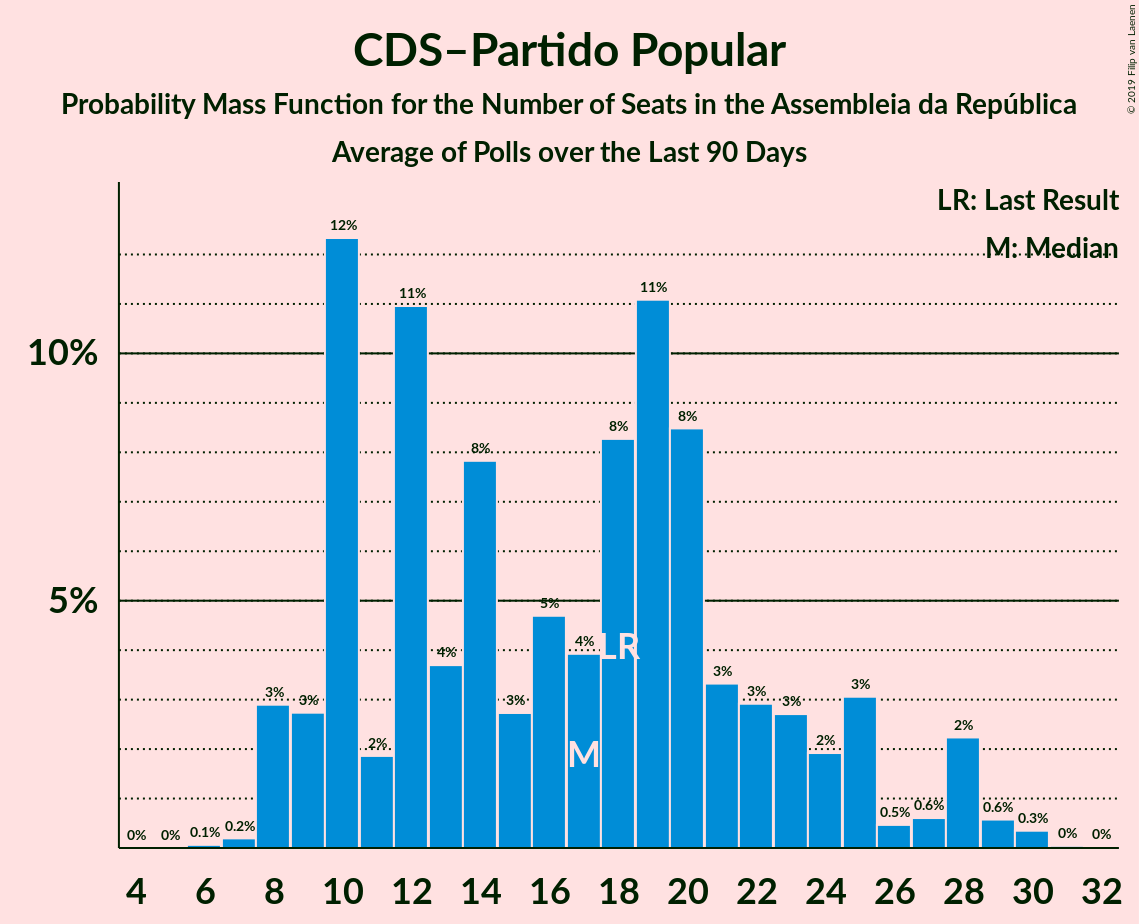 CDS–Partido Popular
Probability Mass Function for the Number of Seats in the Assembleia da República
Average of Polls over the Last 90 Days
© 2019 Filip van Laenen
LR: Last Result
M: Median
10%
5%
0% 0% 0.1% 0.2% 3% 3% 12% 2% 11% 4% 8% 3% 5% 4% 8% 11% 8% 3% 3% 3% 2% 3% 0.5% 0.6% 2% 0.6% 0.3% 0% 0%
LR
M
4 6 8 10 12 14 16 18 20 22 24 26 28 30 32